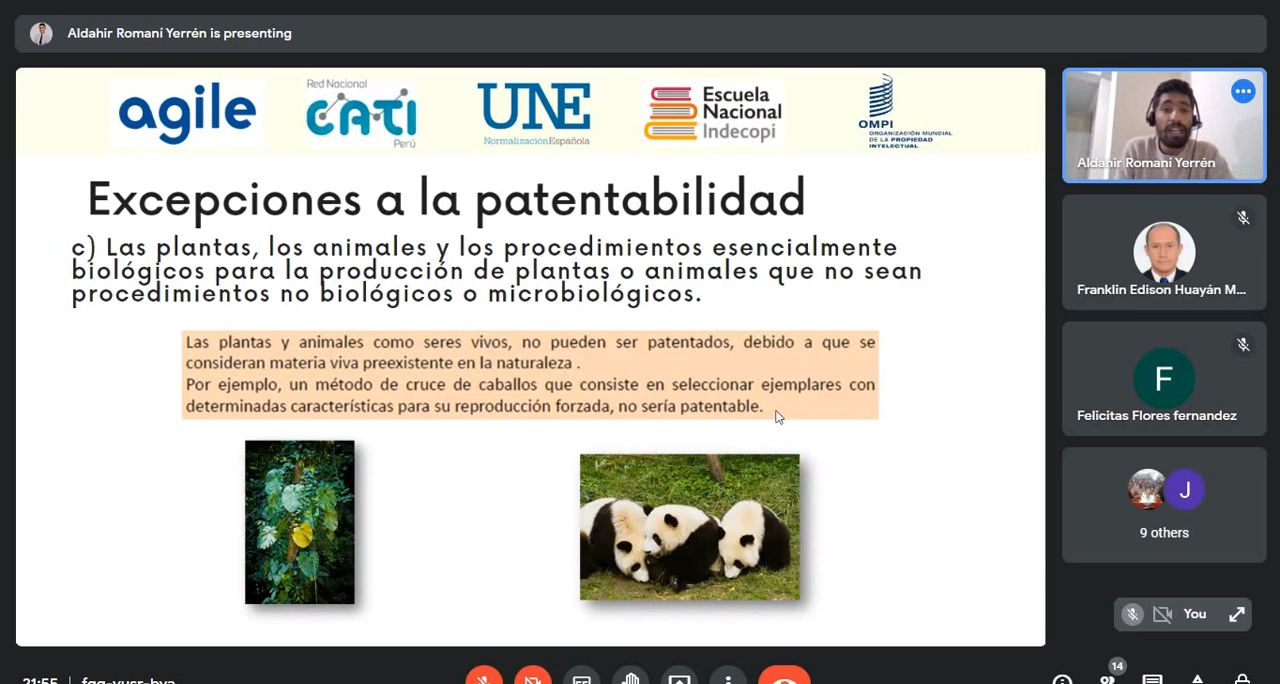 Aldahir Romaní Yerrén is presenting
agile
Red Nacional
CATI
Perú
UNE
Normalización Española
Escuela
Nacional
Indecopi
OMPI
ORGANIZACIÓN MUNDIAL
DE LA PROPIEDAD
INTELECTUAL
Excepciones a la patentabilidad
c) Las plantas, los animales y los procedimientos esencialmente
biológicos para la producción de plantas o animales que no sean
procedimientos no biológicos o microbiológicos.
Las plantas y animales como seres vivos, no pueden ser patentados, debido a que se
consideran materia viva preexistente en la naturaleza .
Por ejemplo, un método de cruce de caballos que consiste en seleccionar ejemplares con
determinadas características para su reproducción forzada, no sería patentable.
Aldahir Romaní Yerrén
Franklin Edison Huayán M...
F
Felicitas Flores fernandez
J
9 others
You
14
21:55